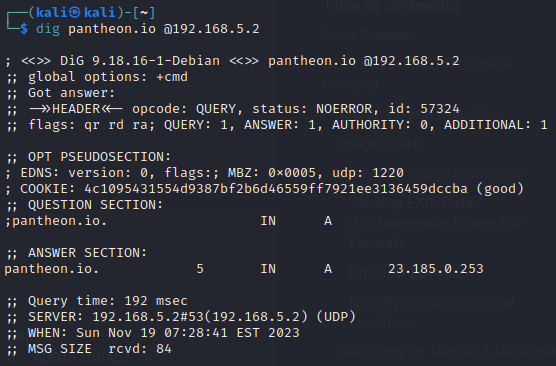 (kali㉿kali)-[~]
$ dig pantheon.io @192.168.5.2
; <<>> DiG 9.18.16-1-Debian <<>> pantheon.io @192.168.5.2
;; global options: +cmd
;; Got answer:
;; ->>HEADER<<- opcode: QUERY, status: NOERROR, id: 57324
;; flags: qr rd ra; QUERY: 1, ANSWER: 1, AUTHORITY: 0, ADDITIONAL: 1
;; OPT PSEUDOSECTION:
; EDNS: version: 0, flags:; MBZ: 0x0005, udp: 1220
; COOKIE: 4c1095431554d9387bf2b6d46559ff7921ee3136459dccba (good)
;; QUESTION SECTION:
;pantheon.io. IN A
;; ANSWER SECTION:
pantheon.io. 5 IN A 23.185.0.253
;; Query time: 192 msec
;; SERVER: 192.168.5.2#53(192.168.5.2) (UDP)
;; WHEN: Sun Nov 19 07:28:41 EST 2023
;; MSG SIZE rcvd: 84
Tabla de contenidos
Sock Puppets
Ethical
Hacking
Image OSINT
Image Searching
Viewing EXIF Data
(Exchangeable Image File
Format)
Identifying Geographical
Locations
Searching for People & Personal